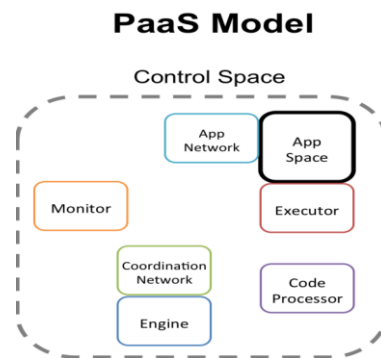 PaaS Model
Control Space
App
Network
App
Space
Monitor
Executor
Coordination
Network
Code
Processor
Engine